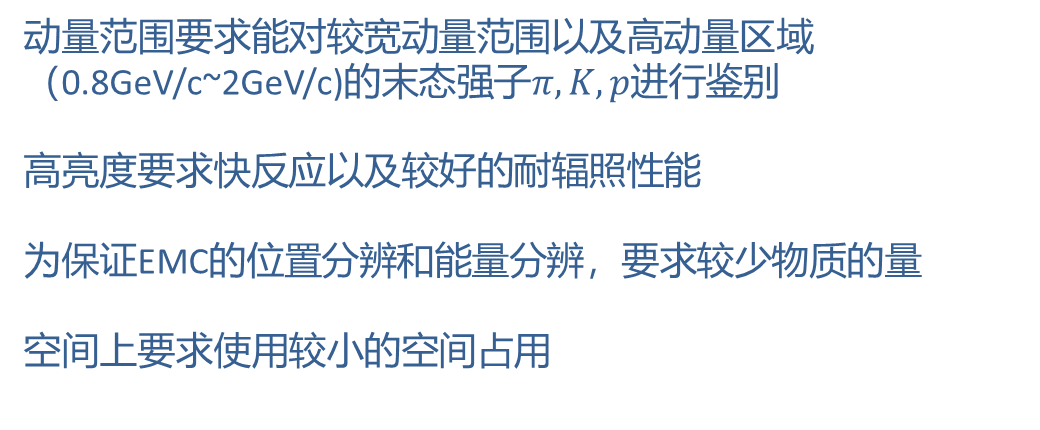 动量范围要求能对较宽动量范围以及高动量区域
（0.8GeV/c~2GeV/c)的末态强子π, K, p进行鉴别
高亮度要求快反应以及较好的耐辐照性能
为保证EMC的位置分辨和能量分辨，要求较少物质的量
空间上要求使用较小的空间占用